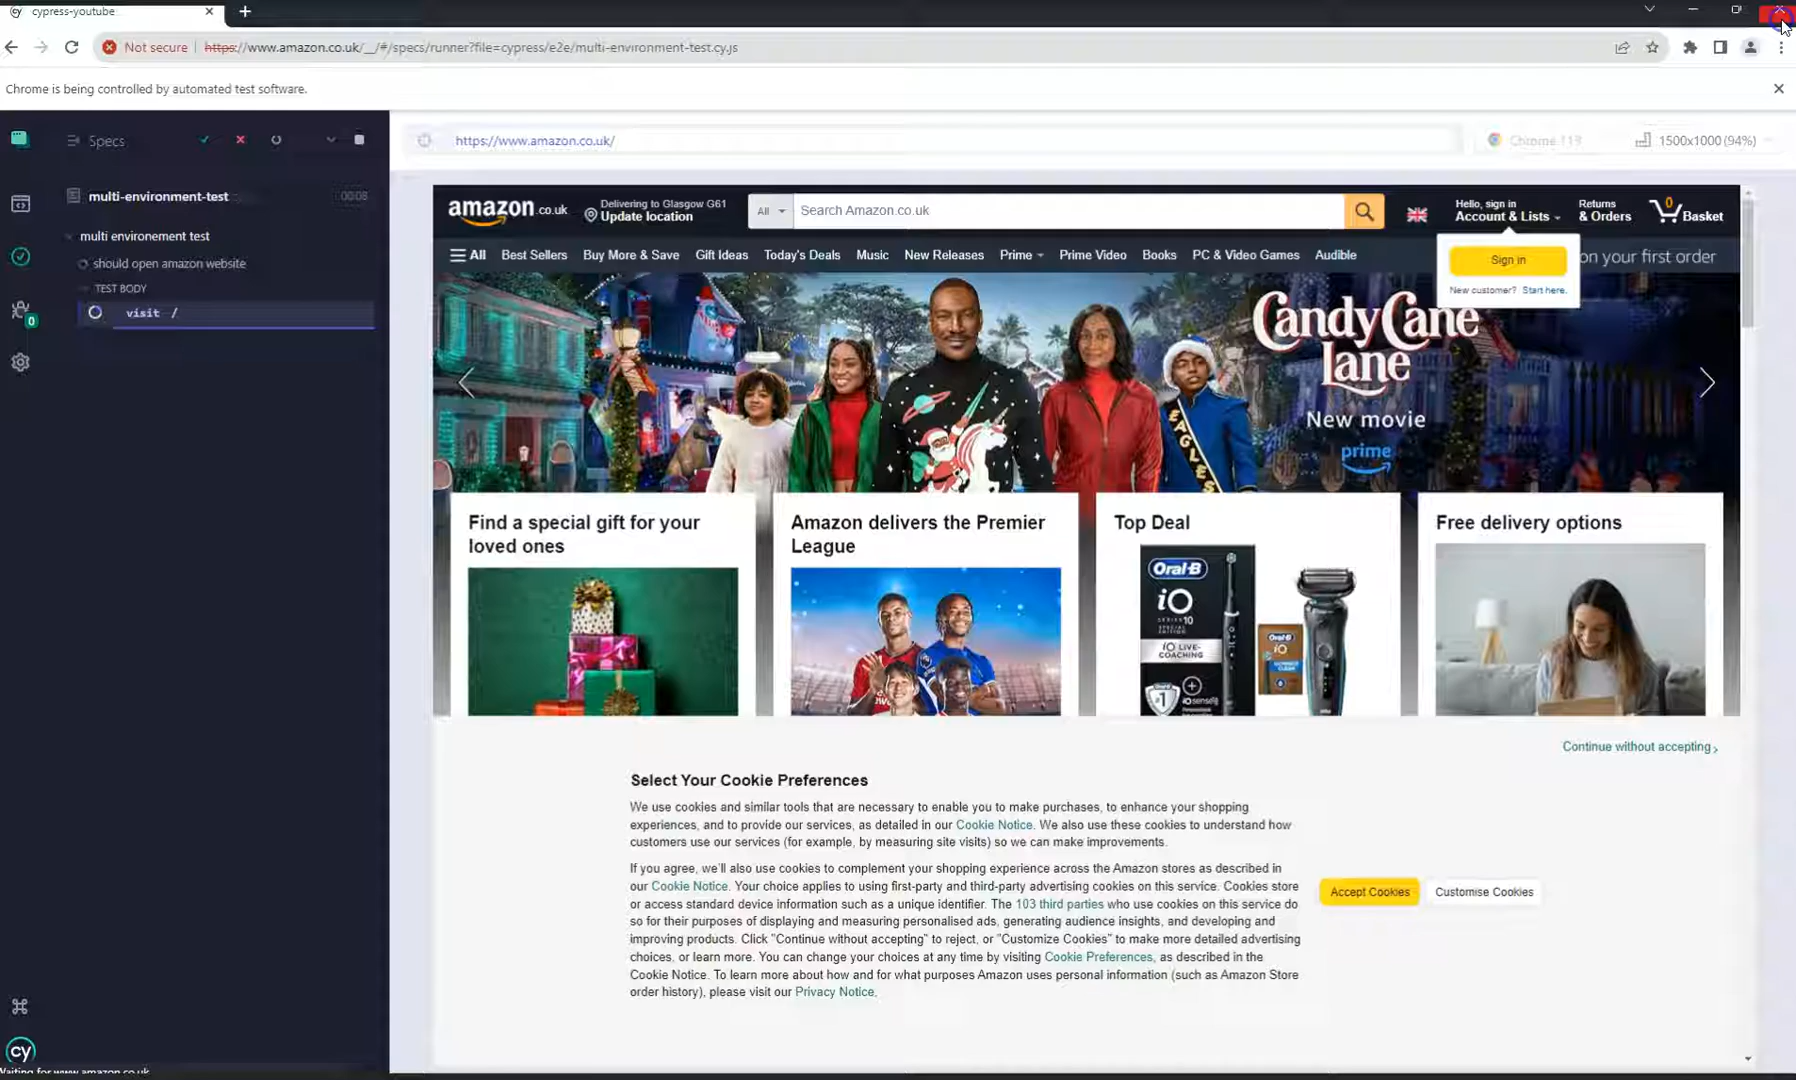 cypress-youtube
Not secure https://www.amazon.co.uk/__/#/specs/runner?file=cypress/e2e/multi-environment-test.cy.js
Chrome is being controlled by automated test software.
Specs
https://www.amazon.co.uk/
Chrome 119
1500x1000 (94%)
multi-environment-test
multi environement test
should open amazon website
TEST BODY
visit /
0
cy
Waiting for www.amazon.co.uk
amazon.co.uk
Delivering to Glasgow G61
Update location
All
Search Amazon.co.uk
Hello, sign in
Account & Lists
Returns
& Orders
0
Basket
All
Best Sellers
Buy More & Save
Gift Ideas
Today's Deals
Music
New Releases
Prime
Prime Video
Books
PC & Video Games
Audible
on your first order
Sign in
New customer? Start here.
Candy Cane
Lane
New movie
prime
EAGLES
Find a special gift for your
loved ones
Amazon delivers the Premier
League
Top Deal
Oral-B
iO
SERIES 10
iO LIVE-
COACHING
Oral-B
iO
#1
iO sense
Free delivery options
Continue without accepting
Select Your Cookie Preferences
We use cookies and similar tools that are necessary to enable you to make purchases, to enhance your shopping
experiences, and to provide our services, as detailed in our Cookie Notice. We also use these cookies to understand how
customers use our services (for example, by measuring site visits) so we can make improvements.
If you agree, we'll also use cookies to complement your shopping experience across the Amazon stores as described in
our Cookie Notice. Your choice applies to using first-party and third-party advertising cookies on this service. Cookies store
or access standard device information such as a unique identifier. The 103 third parties who use cookies on this service do
so for their purposes of displaying and measuring personalised ads, generating audience insights, and developing and
improving products. Click "Continue without accepting" to reject, or "Customize Cookies" to make more detailed advertising
choices, or learn more. You can change your choices at any time by visiting Cookie Preferences, as described in the
Cookie Notice. To learn more about how and for what purposes Amazon uses personal information (such as Amazon Store
order history), please visit our Privacy Notice.
Accept Cookies
Customise Cookies